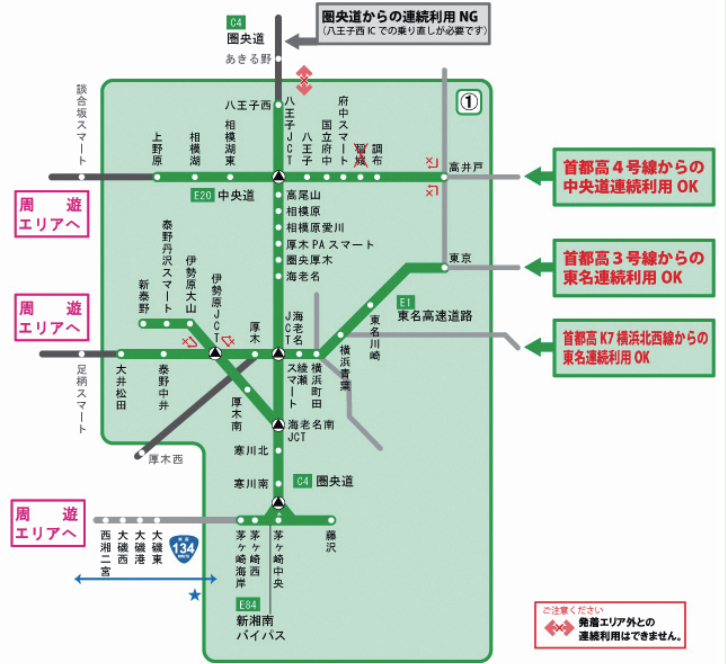 C4
圏央道
圏央道からの連続利用 NG
(八王子西 IC での乗り直しが必要です)
あきる野
①
談合坂スマート
上野原
相模湖
相模湖東
八王子西
八王子JCT
八王子
国立府中
府中スマート
稲城
調布
高井戸
首都高４号線からの
中央道連続利用 OK
E20 中央道
周 遊
エリアへ
高尾山
相模原
相模原愛川
厚木 PA スマート
圏央厚木
海老名
東京
首都高３号線からの
東名連続利用 OK
新秦野
秦野丹沢スマート
伊勢原大山
伊勢原JCT
厚木
海老名JCT
E1
東名高速道路
東名川崎
横浜青葉
首都高 K7 横浜北西線からの
東名連続利用 OK
周 遊
エリアへ
足柄スマート
大井松田
秦野中井
厚木南
綾瀬スマート
横浜町田
海老名南
JCT
厚木西
寒川北
寒川南
C4 圏央道
周 遊
エリアへ
西湘二宮
大磯西
大磯港
大磯東
134
茅ヶ崎海岸
茅ヶ崎西
茅ヶ崎中央
藤沢
★
E84
新湘南
バイパス
ご注意ください
発着エリア外との
連続利用はできません。